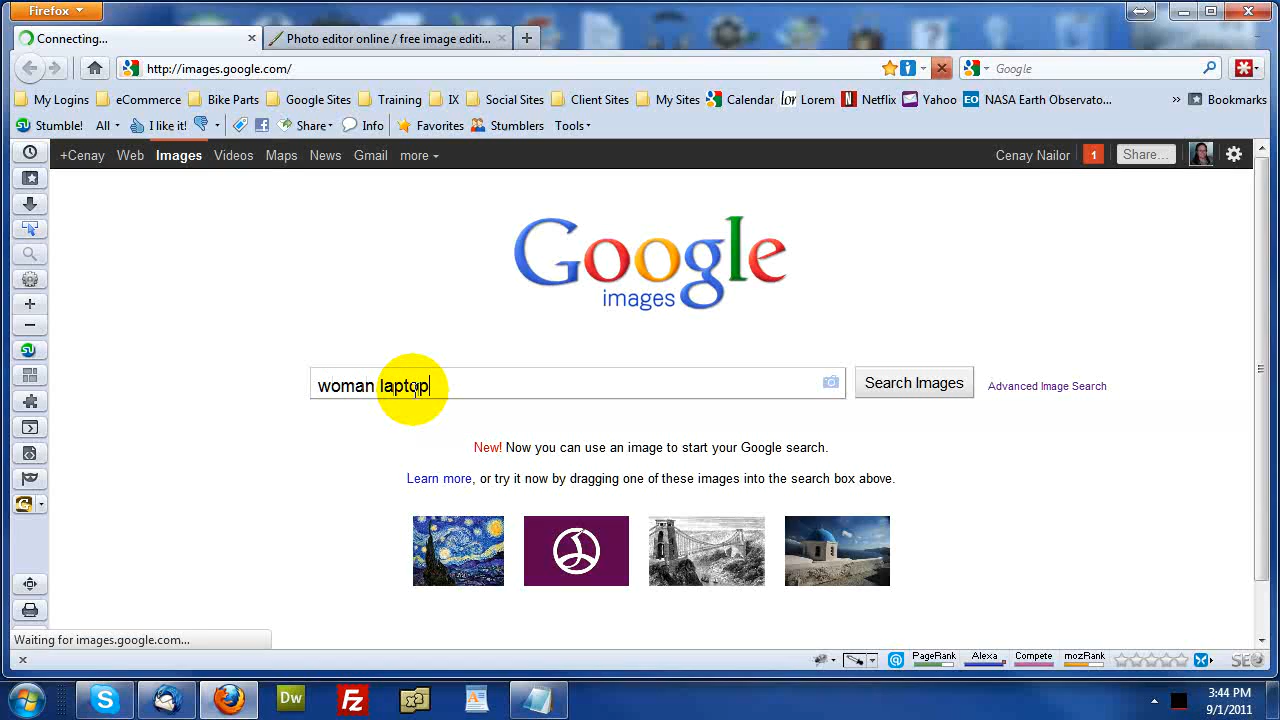 Firefox
Connecting...
Photo editor online / free image editi...
http://images.google.com/
Google
My Logins
eCommerce
Bike Parts
Google Sites
Training
IX
Social Sites
Client Sites
My Sites
Calendar
lor Lorem
N Netflix
Yahoo
EO NASA Earth Observato...
»
Bookmarks
Stumble!
All
I like it!
Share
Info
Favorites
Stumblers
Tools
+Cenay
Web
Images
Videos
Maps
News
Gmail
more
Cenay Nailor
1
Share...
Google
images
woman laptop
Search Images
Advanced Image Search
New! Now you can use an image to start your Google search.
Learn more, or try it now by dragging one of these images into the search box above.
Waiting for images.google.com...
PageRank
Alexa
Compete
mozRank
SEO
S
Dw
Fz
3:44 PM
9/1/2011